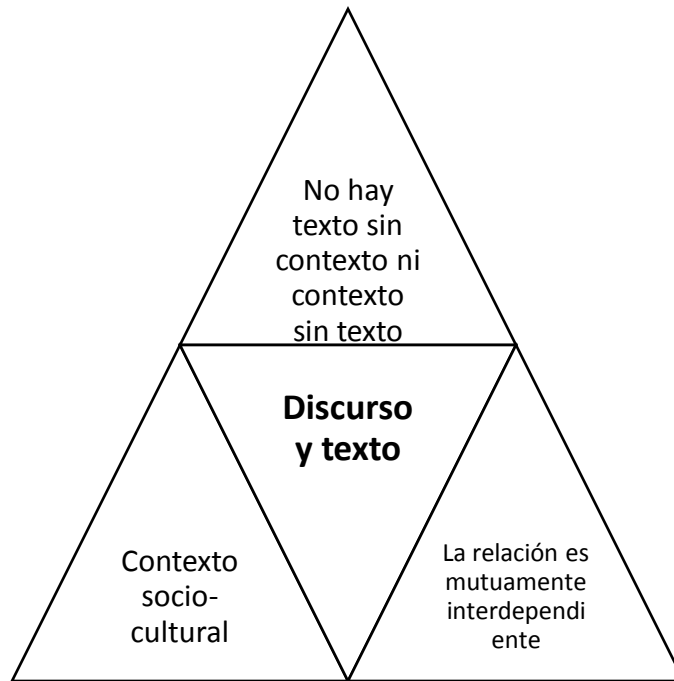 No hay
texto sin
contexto ni
contexto
sin texto
Discurso
y texto
Contexto
socio-
cultural
La relación es
mutuamente
interdependi
ente